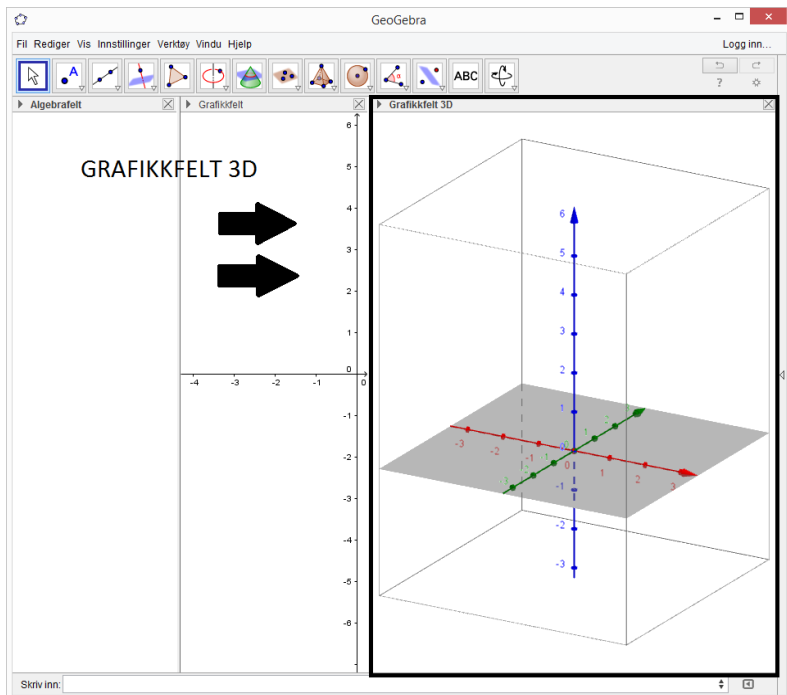 GeoGebra
Fil Rediger Vis Innstillinger Verktøy Vindu Hjelp
Logg inn...
A
α
ABC
?
Algebrafelt
Grafikkfelt
Grafikkfelt 3D
GRAFIKKFELT 3D
6
5
4
3
2
1
0
-4 -3 -2 -1 0
-1
-2
-3
-4
-5
-6
6
5
4
3
2
1
-3 -2 -1 0 1 2 3
-1
-2
-3
Skriv inn: